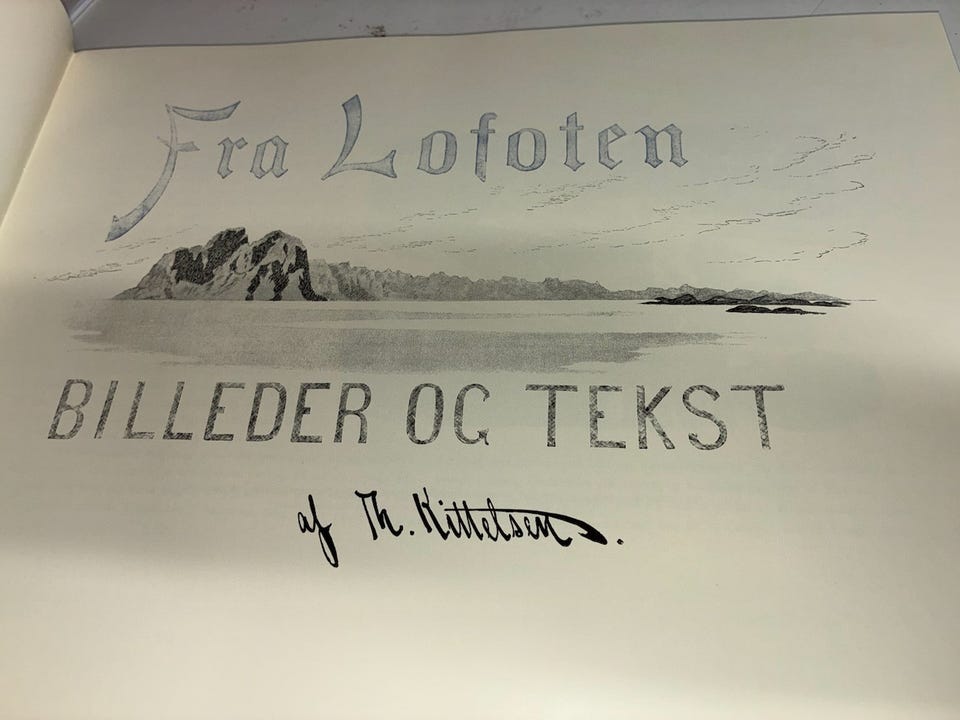 Fra Lofoten
BILLEDER OG TEKST
af Th. Kittelsen.